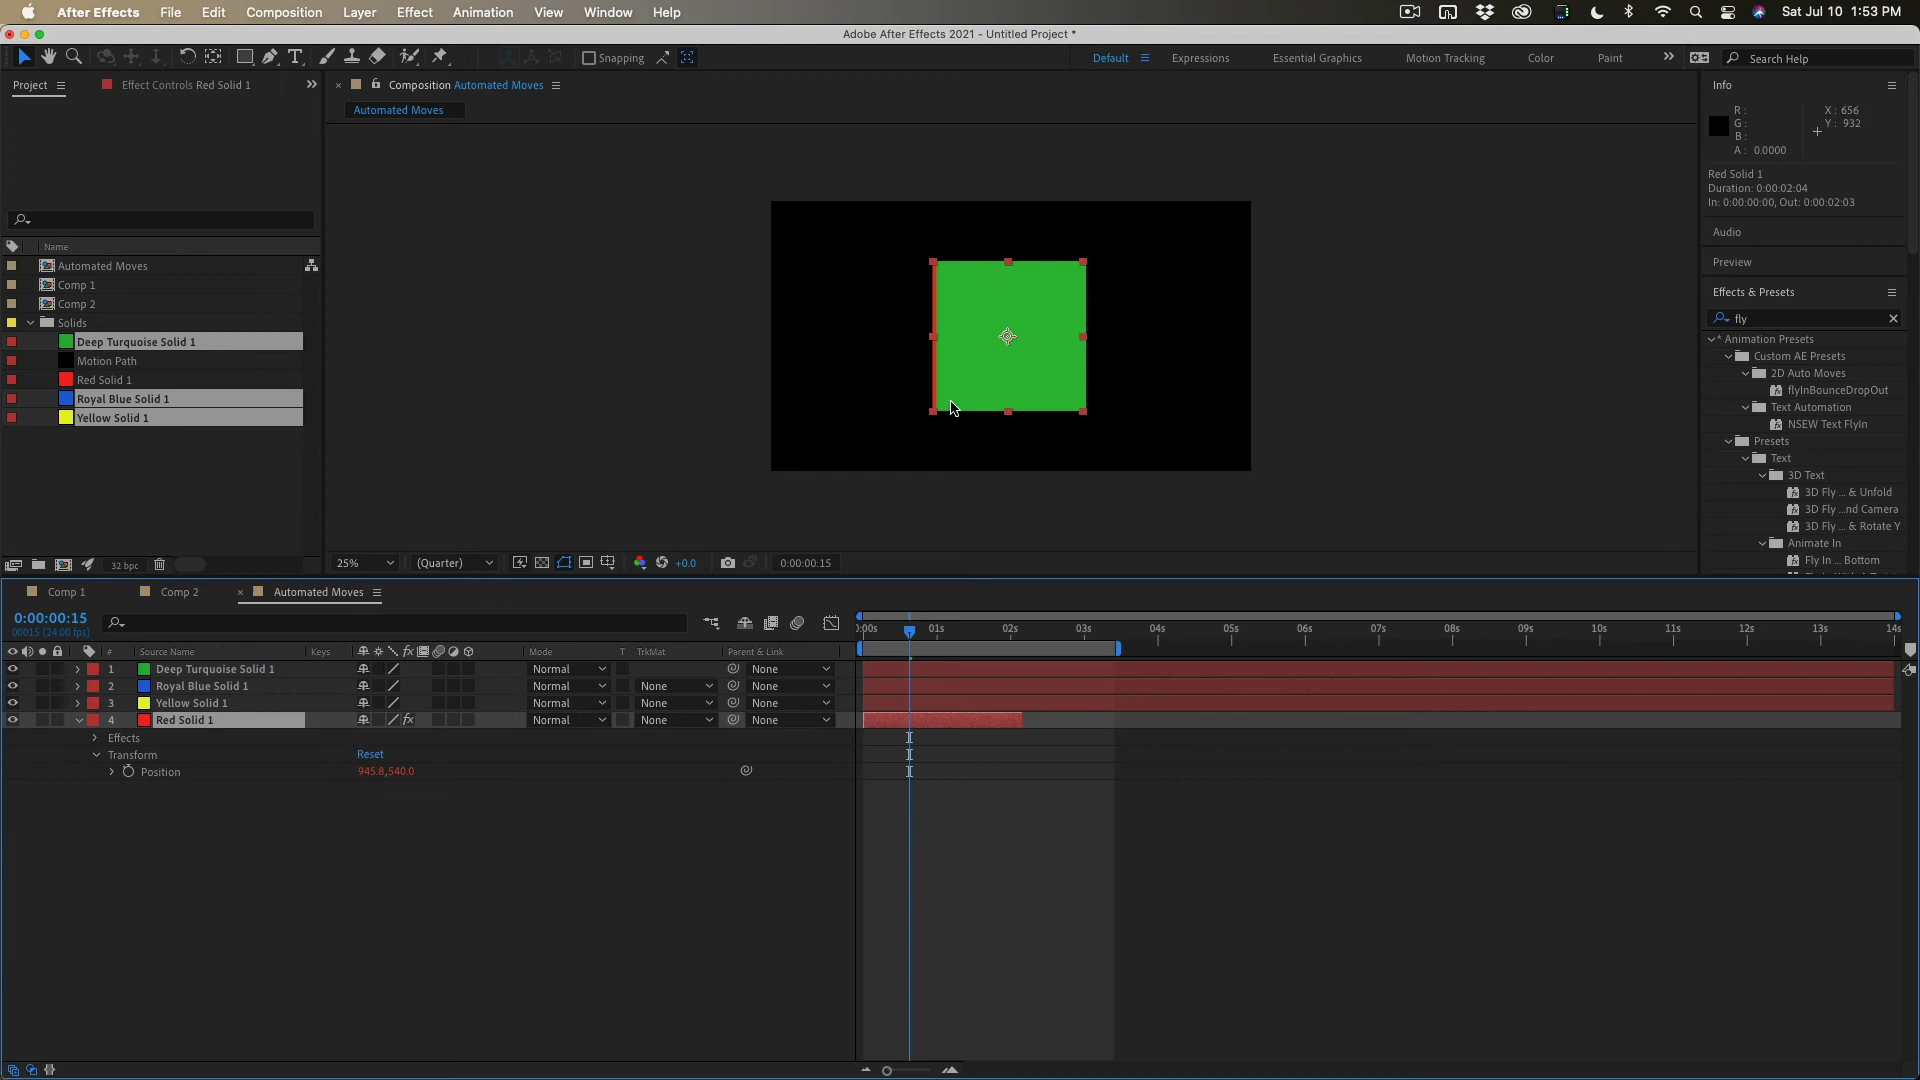 After Effects File Edit Composition Layer Effect Animation View Window Help Sat Jul 10 1:53 PM
Adobe After Effects 2021 - Untitled Project *
Snapping Default Expressions Essential Graphics Motion Tracking Color Paint Search Help
Project Effect Controls Red Solid 1
Composition Automated Moves
Automated Moves
Info
R :
G :
B :
A : 0.0000
X : 656
Y : 932
Red Solid 1
Duration: 0:00:02:04
In: 0:00:00:00, Out: 0:00:02:03
Audio
Preview
Effects & Presets
fly
* Animation Presets
Custom AE Presets
2D Auto Moves
flyInBounceDropOut
Text Automation
NSEW Text FlyIn
Presets
Text
3D Text
3D Fly ... & Unfold
3D Fly ...nd Camera
3D Fly ... & Rotate Y
Animate In
Fly In ... Bottom
Name
Automated Moves
Comp 1
Comp 2
Solids
Deep Turquoise Solid 1
Motion Path
Red Solid 1
Royal Blue Solid 1
Yellow Solid 1
32 bpc
25% (Quarter) +0.0 0:00:00:15
Comp 1 Comp 2 Automated Moves
0:00:00:15
00015 (24.00 fps)
:00s 01s 02s 03s 04s 05s 06s 07s 08s 09s 10s 11s 12s 13s 14s
# Source Name Keys fx Mode T TrkMat Parent & Link
1 Deep Turquoise Solid 1 Normal None
2 Royal Blue Solid 1 Normal None None
3 Yellow Solid 1 Normal None None
4 Red Solid 1 fx Normal None None
Effects
Transform Reset
Position 945.8,540.0